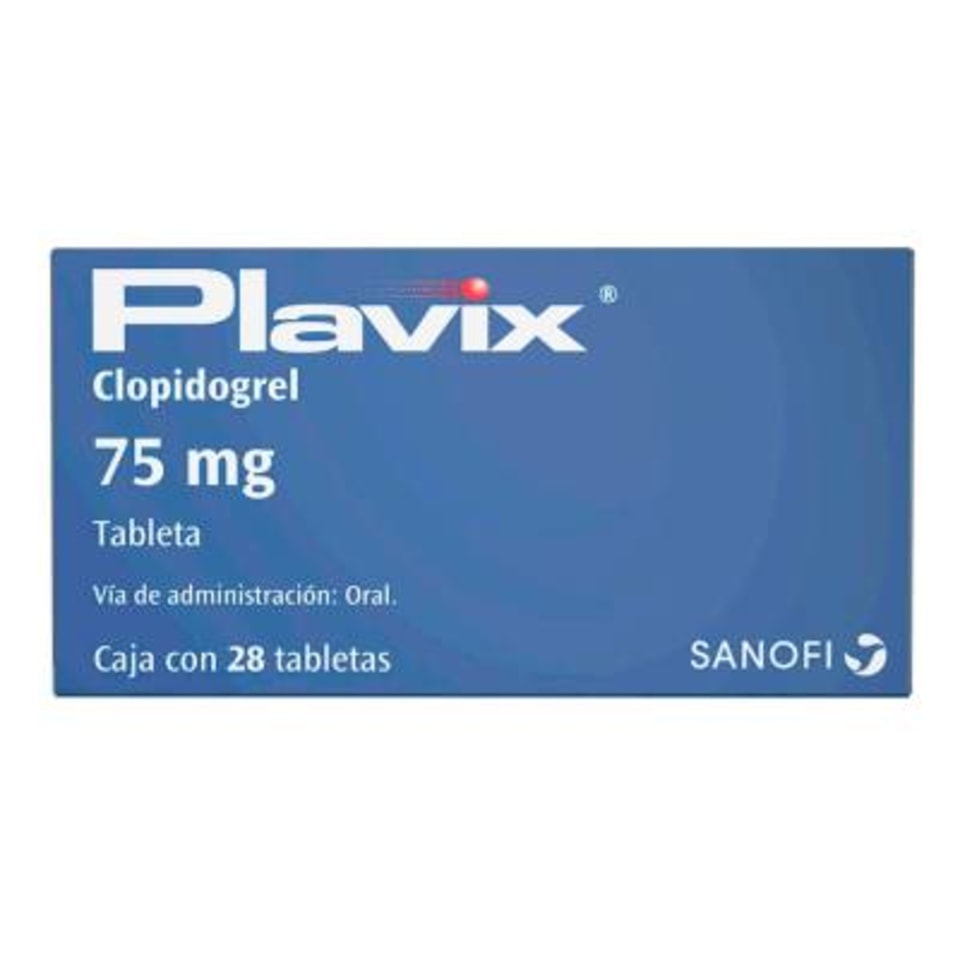 Plavix®
Clopidogrel
75 mg
Tableta
Vía de administración: Oral.
Caja con 28 tabletas
SANOFI